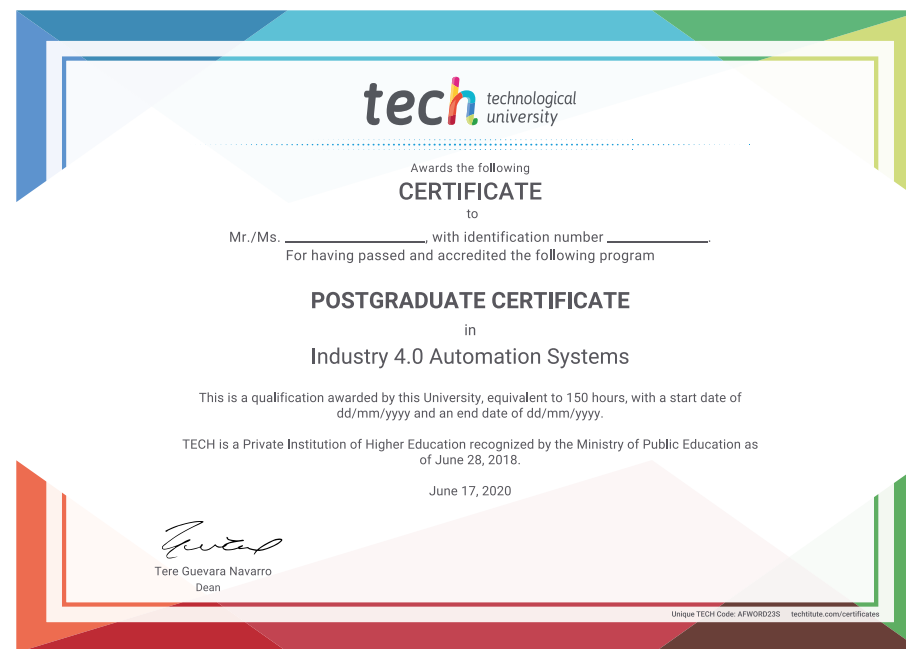 tech technological
university
Awards the following
CERTIFICATE
to
Mr./Ms. ____________________, with identification number ______________.
For having passed and accredited the following program
POSTGRADUATE CERTIFICATE
in
Industry 4.0 Automation Systems
This is a qualification awarded by this University, equivalent to 150 hours, with a start date of
dd/mm/yyyy and an end date of dd/mm/yyyy.
TECH is a Private Institution of Higher Education recognized by the Ministry of Public Education as
of June 28, 2018.
June 17, 2020
Tere Guevara Navarro
Dean
Unique TECH Code: AFWORD23S techtitute.com/certificates